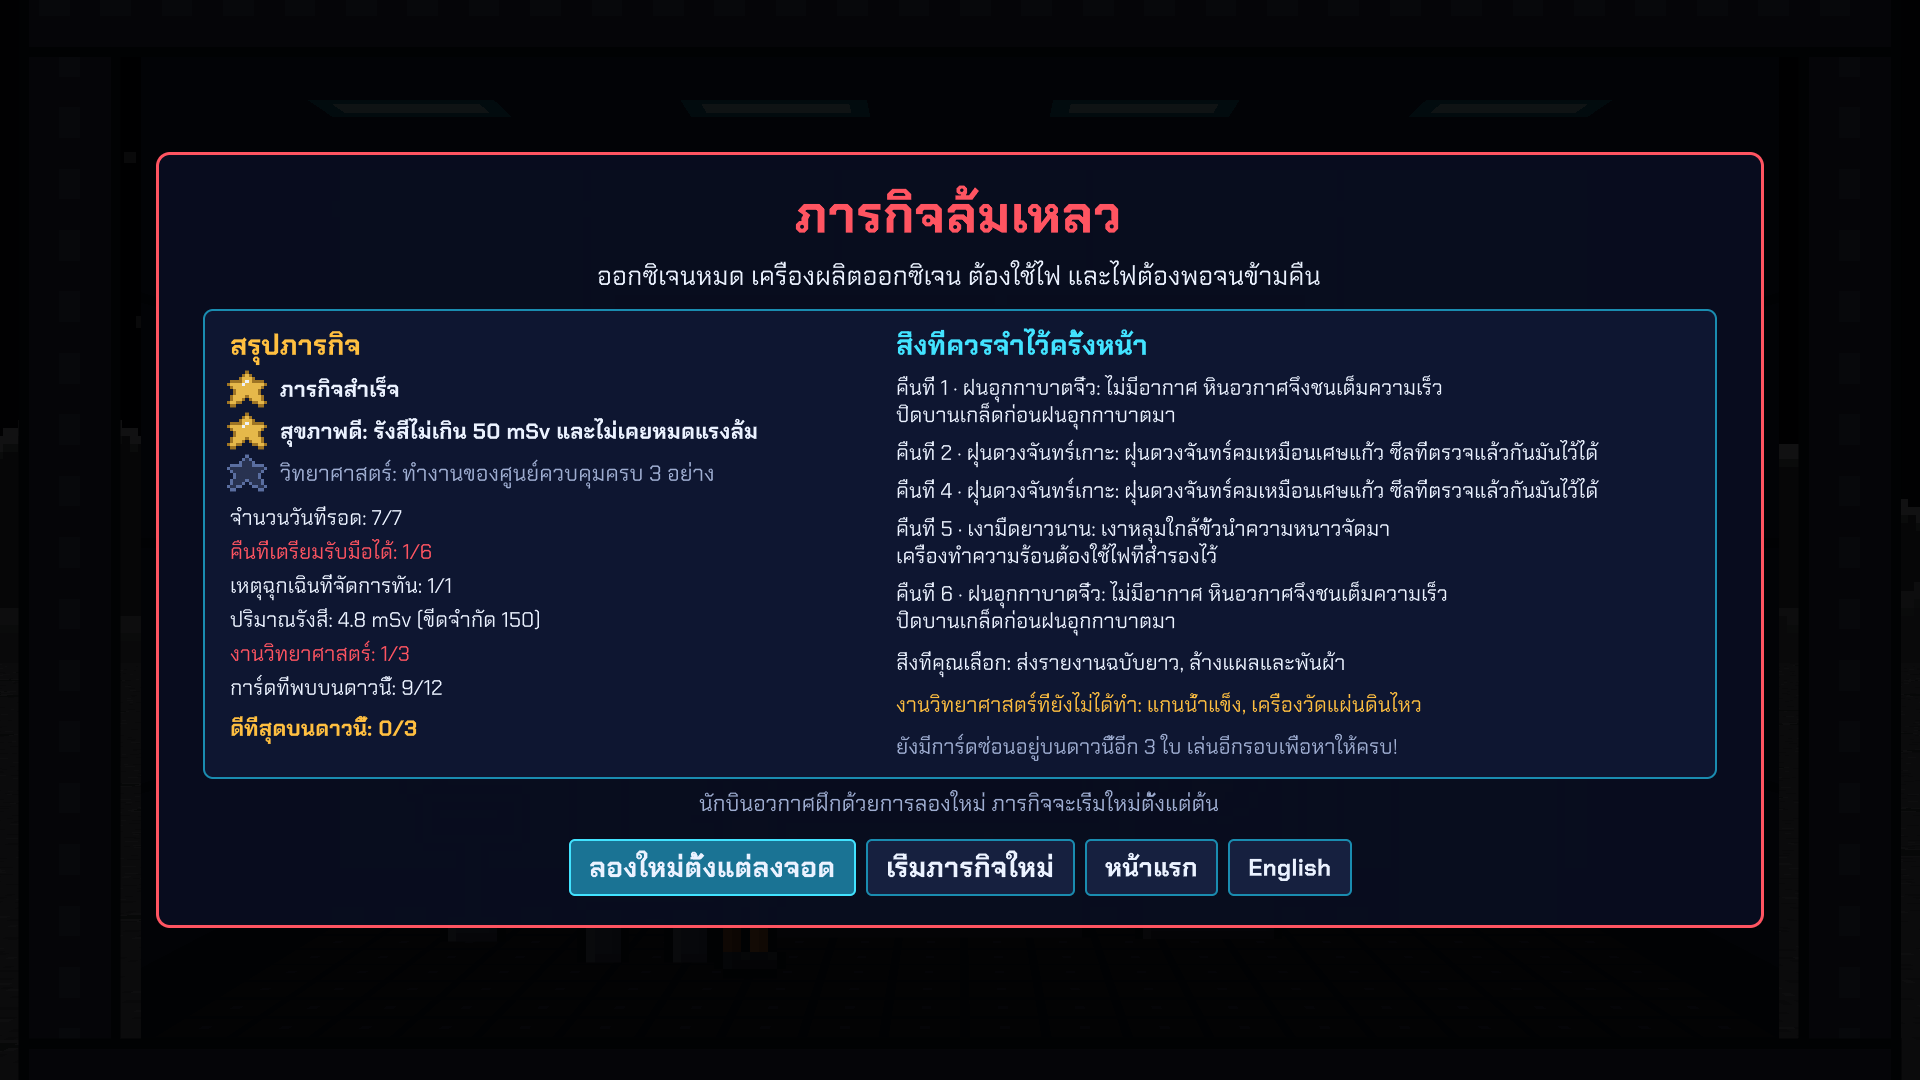 ภารกิจล้มเหลว
ออกซิเจนหมด เครื่องผลิตออกซิเจน ต้องใช้ไฟ และไฟต้องพอจนข้ามคืน
สรุปภารกิจ
ภารกิจสำเร็จ
สุขภาพดี: รังสีไม่เกิน 50 mSv และไม่เคยหมดแรงล้ม
วิทยาศาสตร์: ทำงานของศูนย์ควบคุมครบ 3 อย่าง
จำนวนวันที่รอด: 7/7
คืนที่เตรียมรับมือได้: 1/6
เหตุฉุกเฉินที่จัดการทัน: 1/1
ปริมาณรังสี: 4.8 mSv (ขีดจำกัด 150)
งานวิทยาศาสตร์: 1/3
การ์ดที่พบบนดาวนี้: 9/12
ดีที่สุดบนดาวนี้: 0/3
สิ่งที่ควรจำไว้ครั้งหน้า
คืนที่ 1 · ฝนอุกกาบาตจิ๋ว: ไม่มีอากาศ หินอวกาศจึงชนเต็มความเร็ว
ปิดบานเกล็ดก่อนฝนอุกกาบาตมา
คืนที่ 2 · ฝุ่นดวงจันทร์เกาะ: ฝุ่นดวงจันทร์คมเหมือนเศษแก้ว ซีลที่ตรวจแล้วกันมันไว้ได้
คืนที่ 4 · ฝุ่นดวงจันทร์เกาะ: ฝุ่นดวงจันทร์คมเหมือนเศษแก้ว ซีลที่ตรวจแล้วกันมันไว้ได้
คืนที่ 5 · เงามืดยาวนาน: เงาหลุมใกล้ขั้วนำความหนาวจัดมา
เครื่องทำความร้อนต้องใช้ไฟที่สำรองไว้
คืนที่ 6 · ฝนอุกกาบาตจิ๋ว: ไม่มีอากาศ หินอวกาศจึงชนเต็มความเร็ว
ปิดบานเกล็ดก่อนฝนอุกกาบาตมา
สิ่งที่คุณเลือก: ส่งรายงานฉบับยาว, ล้างแผลและพันผ้า
งานวิทยาศาสตร์ที่ยังไม่ได้ทำ: แกนน้ำแข็ง, เครื่องวัดแผ่นดินไหว
ยังมีการ์ดซ่อนอยู่บนดาวนี้อีก 3 ใบ เล่นอีกรอบเพื่อหาให้ครบ!
นักบินอวกาศฝึกด้วยการลองใหม่ ภารกิจจะเริ่มใหม่ตั้งแต่ต้น
ลองใหม่ตั้งแต่ลงจอด
เริ่มภารกิจใหม่
หน้าแรก
English